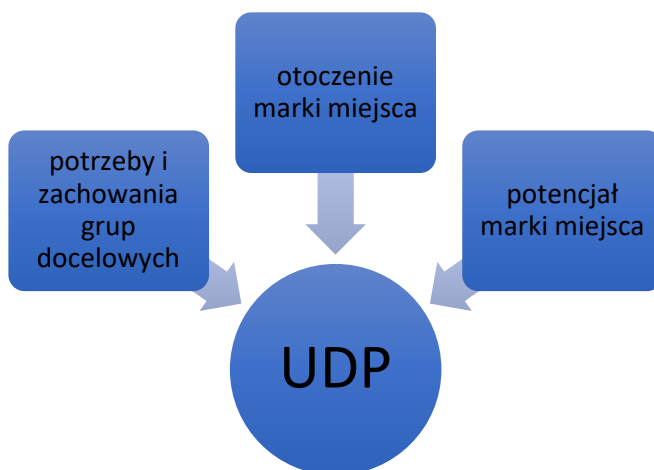 otoczenie
marki miejsca
potrzeby i
zachowania
grup
docelowych
potencjał
marki miejsca
UDP